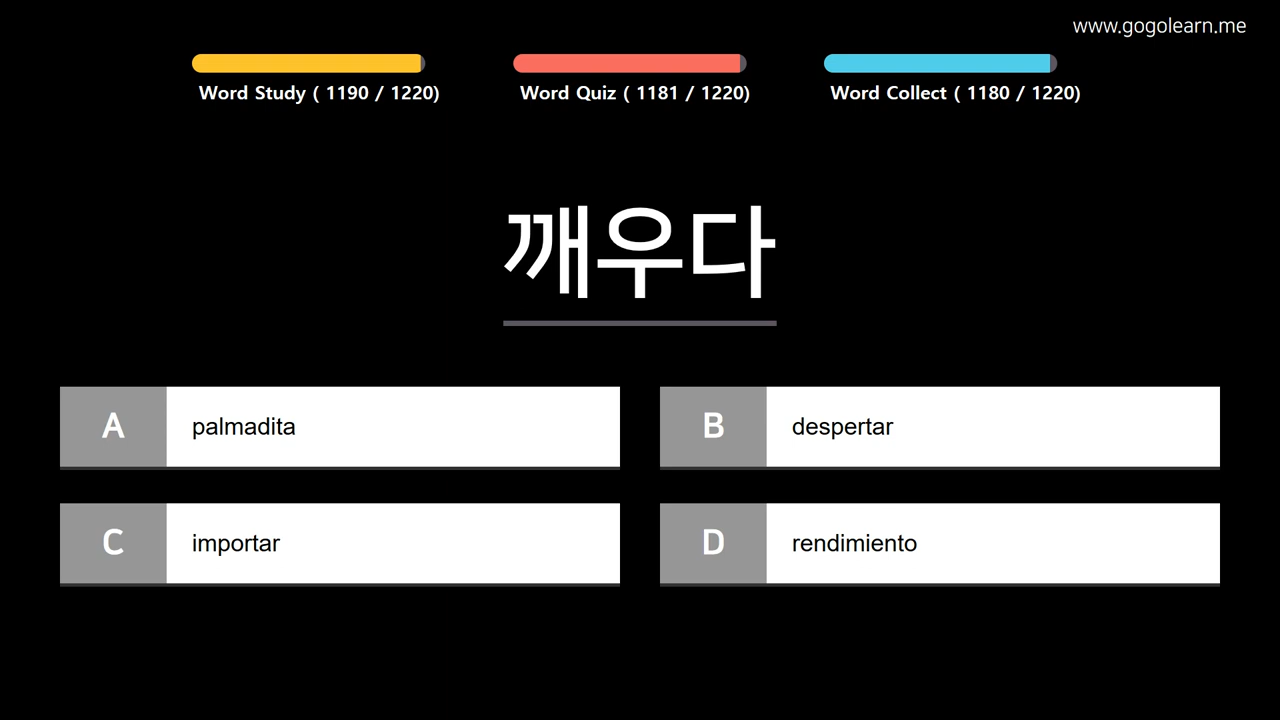 www.gogolearn.me
Word Study ( 1190 / 1220)
Word Quiz ( 1181 / 1220)
Word Collect ( 1180 / 1220)
깨우다
A palmadita
B despertar
C importar
D rendimiento